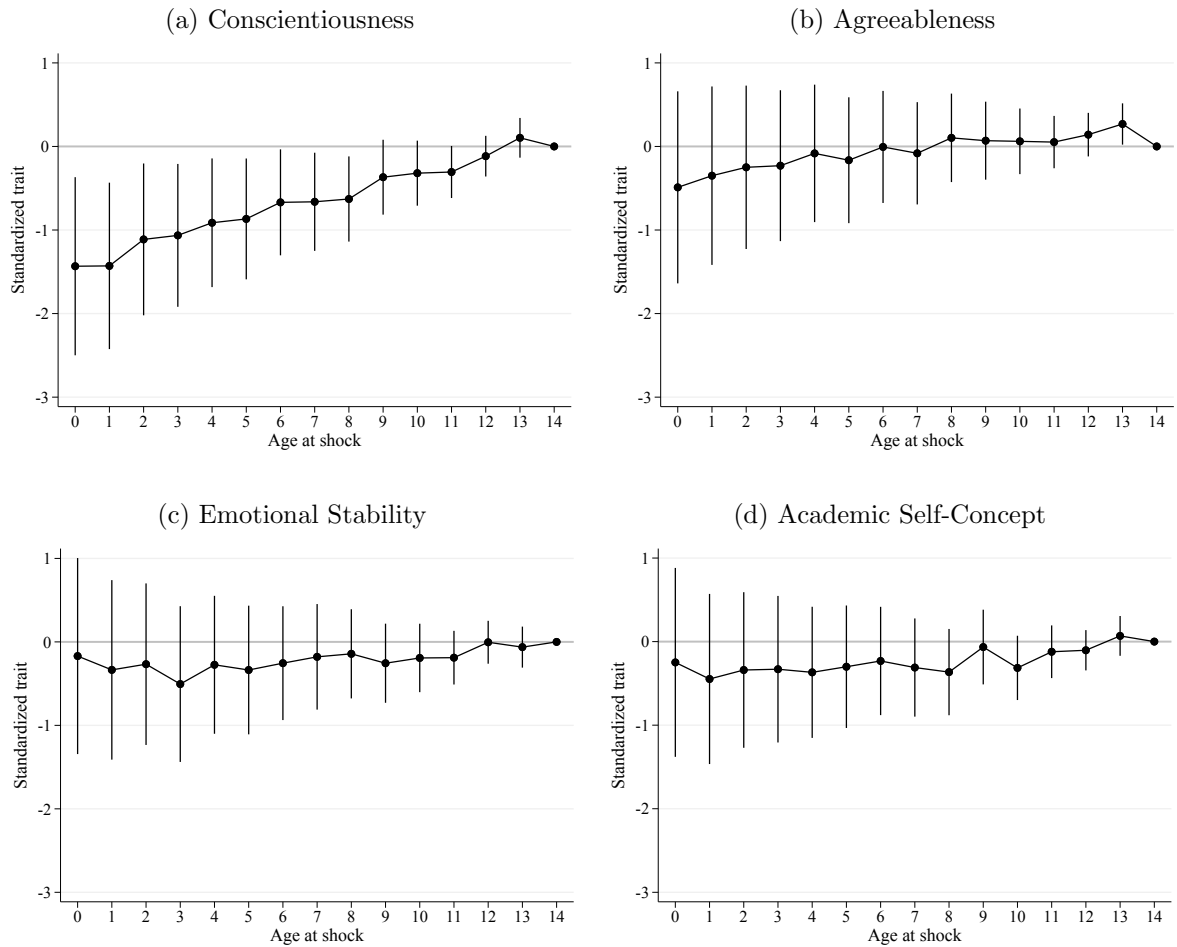 (a) Conscientiousness
1
0
-1
-2
-3
Standardized trait
0 1 2 3 4 5 6 7 8 9 10 11 12 13 14
Age at shock
(b) Agreeableness
1
0
-1
-2
-3
Standardized trait
0 1 2 3 4 5 6 7 8 9 10 11 12 13 14
Age at shock
(c) Emotional Stability
1
0
-1
-2
-3
Standardized trait
0 1 2 3 4 5 6 7 8 9 10 11 12 13 14
Age at shock
(d) Academic Self-Concept
1
0
-1
-2
-3
Standardized trait
0 1 2 3 4 5 6 7 8 9 10 11 12 13 14
Age at shock